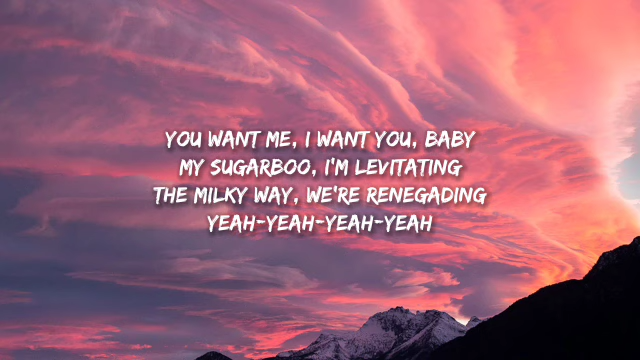 YOU WANT ME, I WANT YOU, BABY
MY SUGARBOO, I'M LEVITATING
THE MILKY WAY, WE'RE RENEGADING
YEAH-YEAH-YEAH-YEAH